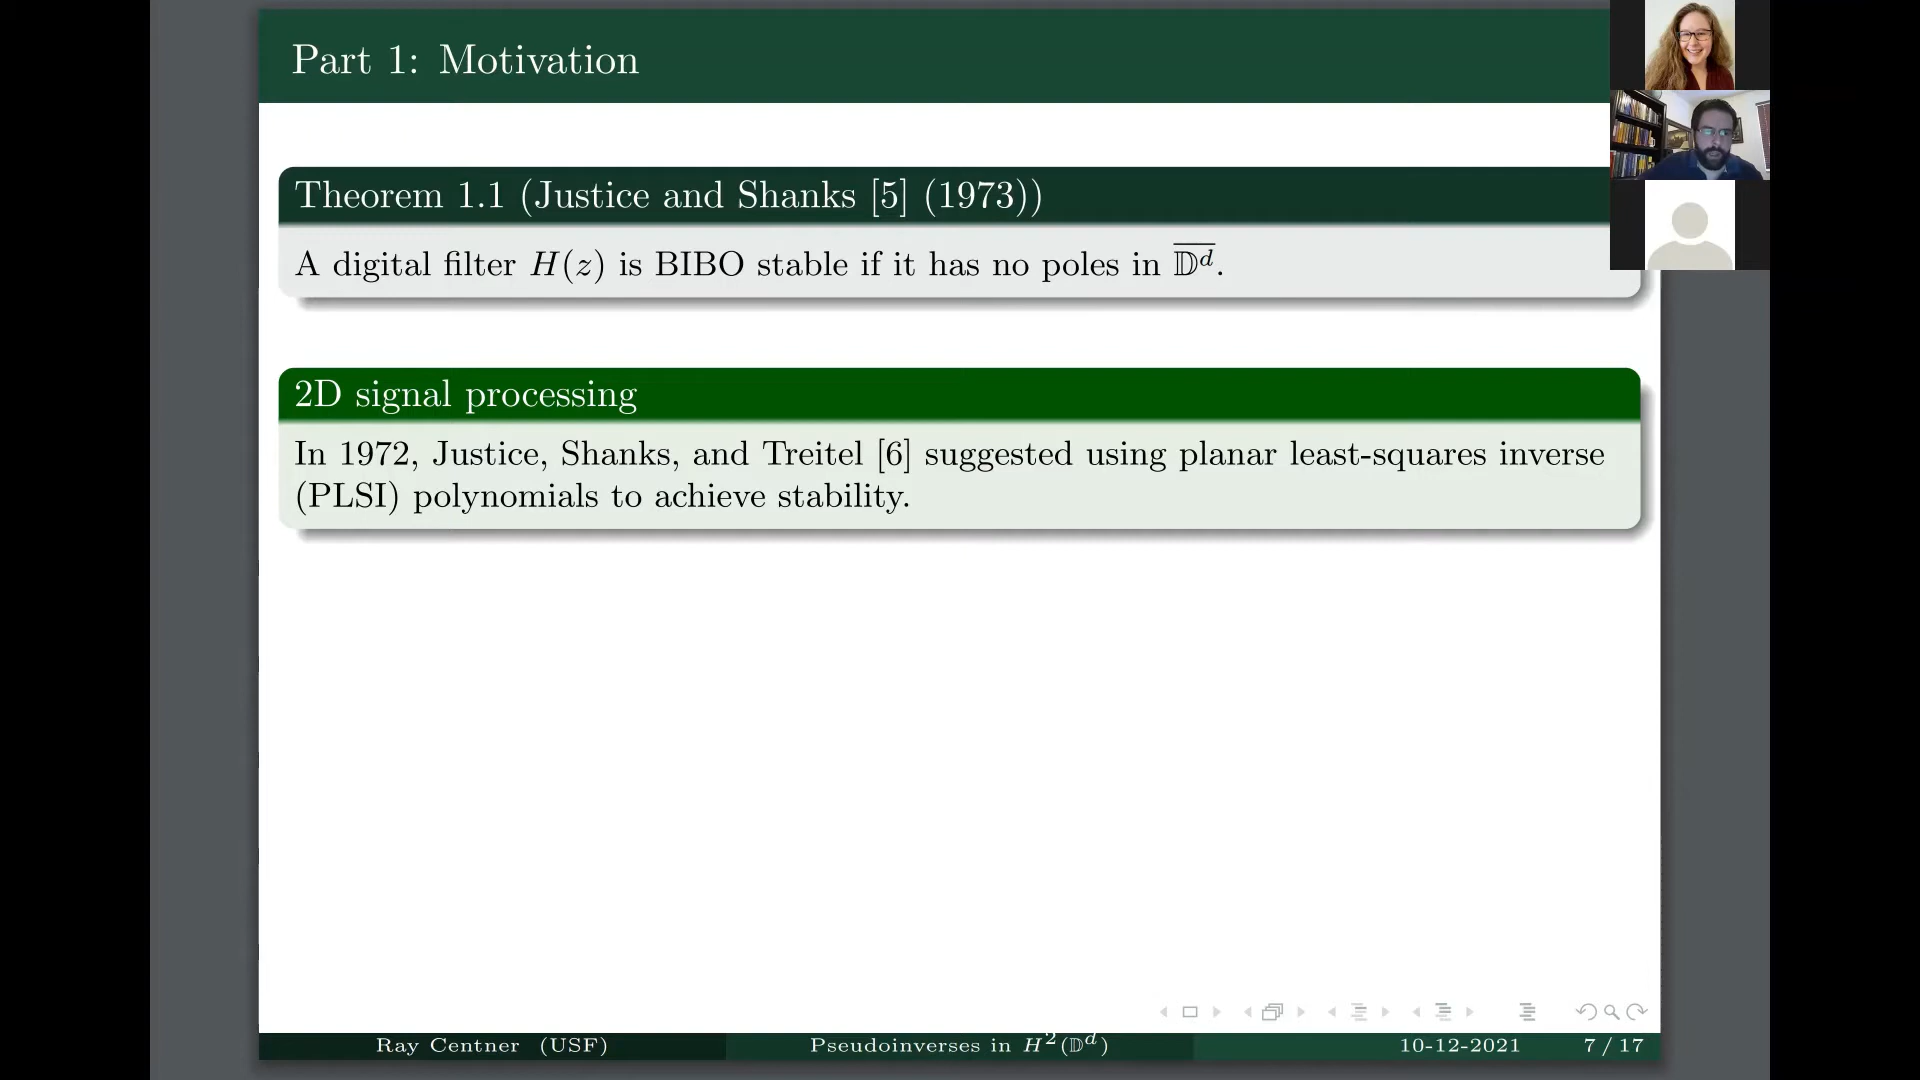 Part 1: Motivation
Theorem 1.1 (Justice and Shanks [5] (1973))
A digital filter H(z) is BIBO stable if it has no poles in \overline{𝔻^d}.
2D signal processing
In 1972, Justice, Shanks, and Treitel [6] suggested using planar least-squares inverse
(PLSI) polynomials to achieve stability.
Ray Centner (USF) Pseudoinverses in H^2(𝔻^d) 10-12-2021 7 / 17